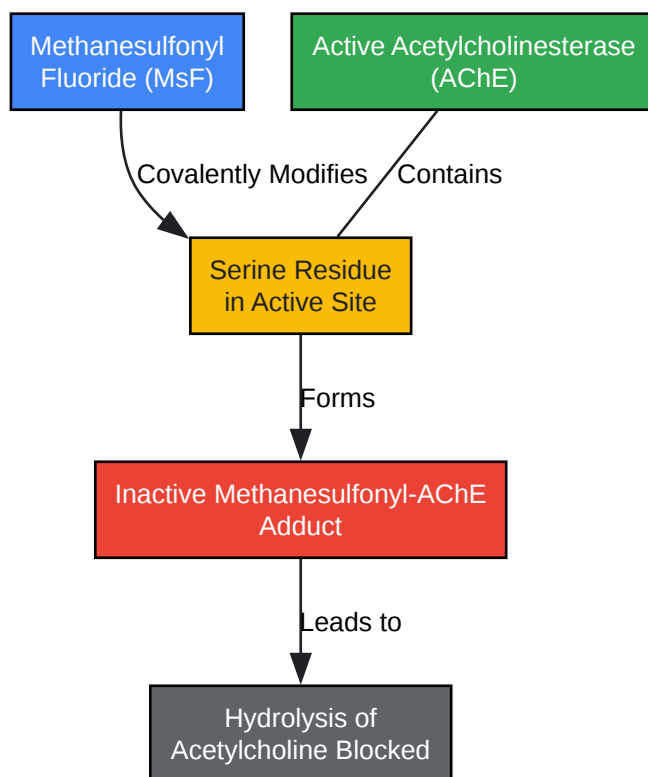 Methanesulfonyl
Fluoride (MsF)
Active Acetylcholinesterase
(AChE)
Covalently Modifies
Contains
Serine Residue
in Active Site
Forms
Inactive Methanesulfonyl-AChE
Adduct
Leads to
Hydrolysis of
Acetylcholine Blocked